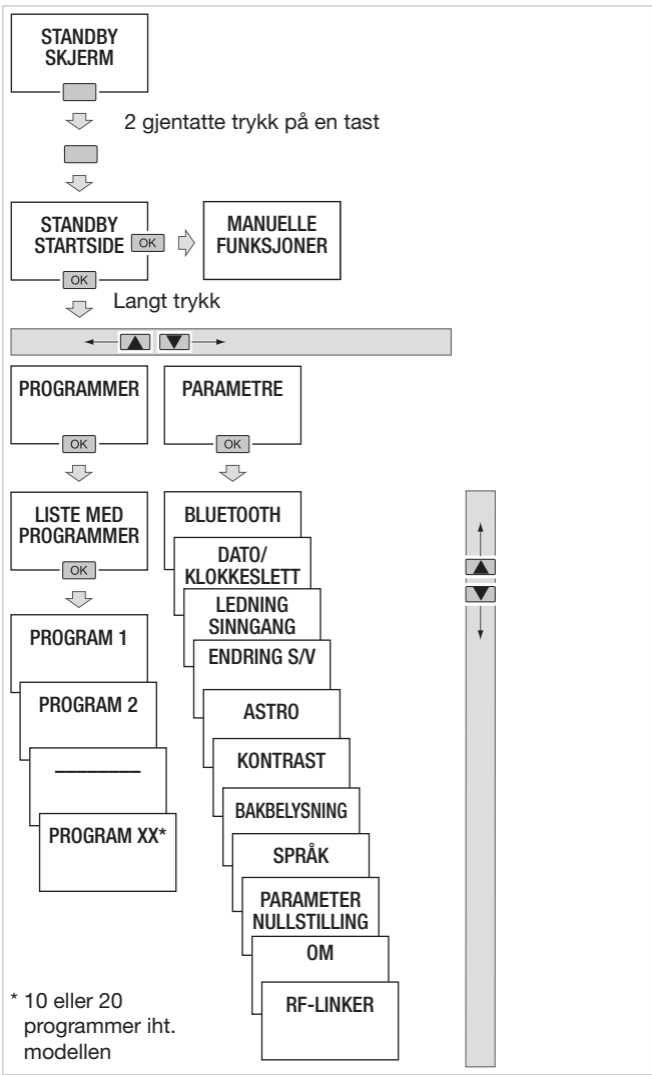 STANDBY
SKJERM
2 gjentatte trykk på en tast
STANDBY
STARTSIDE
OK
MANUELLE
FUNKSJONER
OK
Langt trykk
PROGRAMMER
PARAMETRE
OK
OK
LISTE MED
PROGRAMMER
OK
PROGRAM 1
PROGRAM 2
PROGRAM XX*
BLUETOOTH
DATO/
KLOKKESLETT
LEDNING
SINNGANG
ENDRING S/V
ASTRO
KONTRAST
BAKBELYSNING
SPRÅK
PARAMETER
NULLSTILLING
OM
RF-LINKER
* 10 eller 20
programmer iht.
modellen